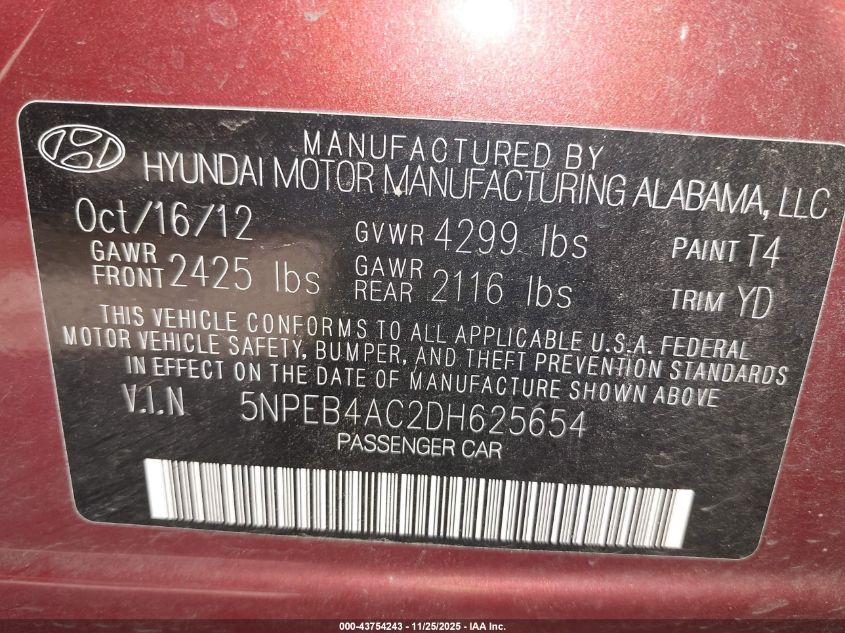 MANUFACTURED BY
HYUNDAI MOTOR MANUFACTURING ALABAMA, LLC
Oct/16/12 GVWR 4299 lbs PAINT T4
GAWR FRONT 2425 lbs GAWR REAR 2116 lbs TRIM YD
THIS VEHICLE CONFORMS TO ALL APPLICABLE U.S.A. FEDERAL
MOTOR VEHICLE SAFETY, BUMPER, AND THEFT PREVENTION STANDARDS
IN EFFECT ON THE DATE OF MANUFACTURE SHOWN ABOVE
V.I.N 5NPEB4AC2DH625654
PASSENGER CAR
000-43754243 - 11/25/2025 - IAA Inc.